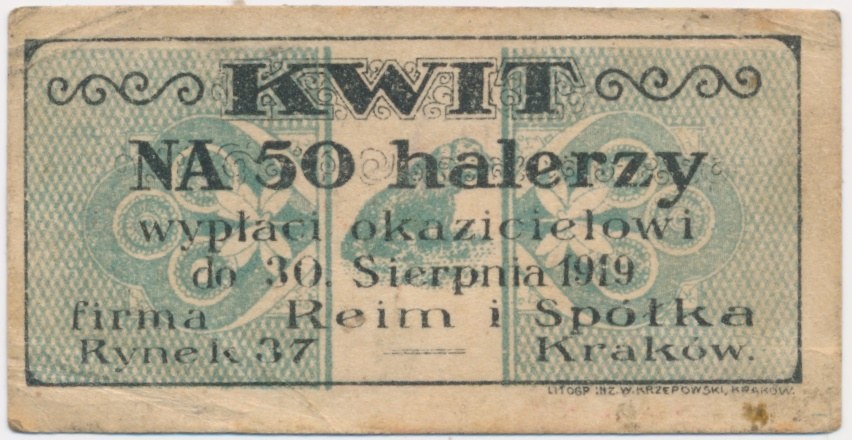 KWIT
NA 50 halerzy
wypłaci okazicielowi
do 30. Sierpnia 1919
firma Reim i Spółka
Rynek 37 Kraków.
LITOGR INŻ. W. KRZEPOWSKI, KRAKÓW.